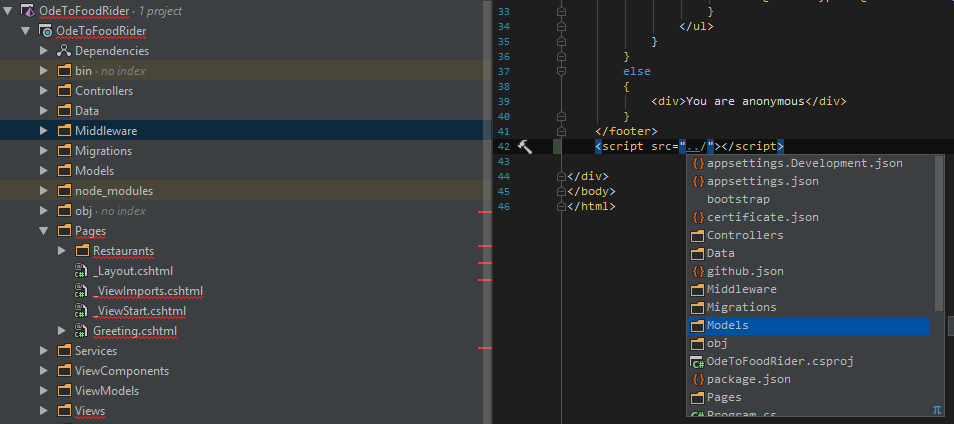 OdeToFoodRider · 1 project
OdeToFoodRider
Dependencies
bin · no index
Controllers
Data
Middleware
Migrations
Models
node_modules
obj · no index
Pages
Restaurants
_Layout.cshtml
_ViewImports.cshtml
_ViewStart.cshtml
Greeting.cshtml
Services
ViewComponents
ViewModels
Views
33 }
34 </ul>
35 }
36 }
37 else
38 {
39 <div>You are anonymous</div>
40 }
41 </footer>
42 <script src="../"></script>
43
44 </div>
45 </body>
46 </html>
{} appsettings.Development.json
{} appsettings.json
bootstrap
{} certificate.json
Controllers
Data
{} github.json
Middleware
Migrations
Models
obj
C# OdeToFoodRider.csproj
{} package.json
Pages
C# Program.cs
π